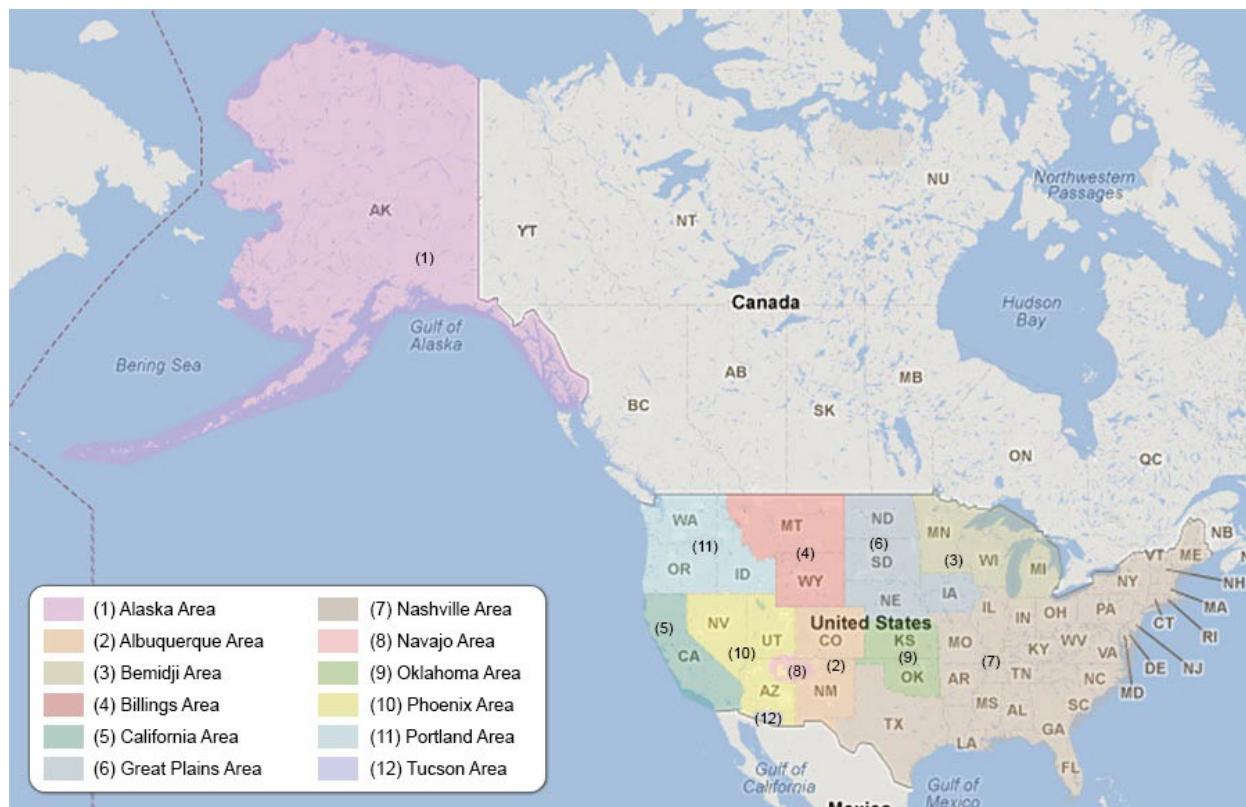 NU
Northwestern
Passages
AK
NT
YT
(1)
Canada
Hudson
Bay
Gulf of
Alaska
Bering Sea
AB
MB
BC
SK
ON
QC
WA
MT
ND
MN
NB
(11)
(4)
(6)
(3)
WI
VT
ME
OR
ID
WY
SD
MI
NH
NY
MA
NE
IA
IL
IN
OH
PA
CT
RI
United States
NV
UT
CO
KS
MO
KY
WV
VA
DE
NJ
MD
(5)
CA
(10)
(8)
(2)
(9)
(7)
AZ
NM
OK
AR
TN
NC
(12)
TX
MS
AL
SC
GA
LA
FL
Gulf of
California
Gulf of
Mexico
Mexico
(1) Alaska Area
(2) Albuquerque Area
(3) Bemidji Area
(4) Billings Area
(5) California Area
(6) Great Plains Area
(7) Nashville Area
(8) Navajo Area
(9) Oklahoma Area
(10) Phoenix Area
(11) Portland Area
(12) Tucson Area